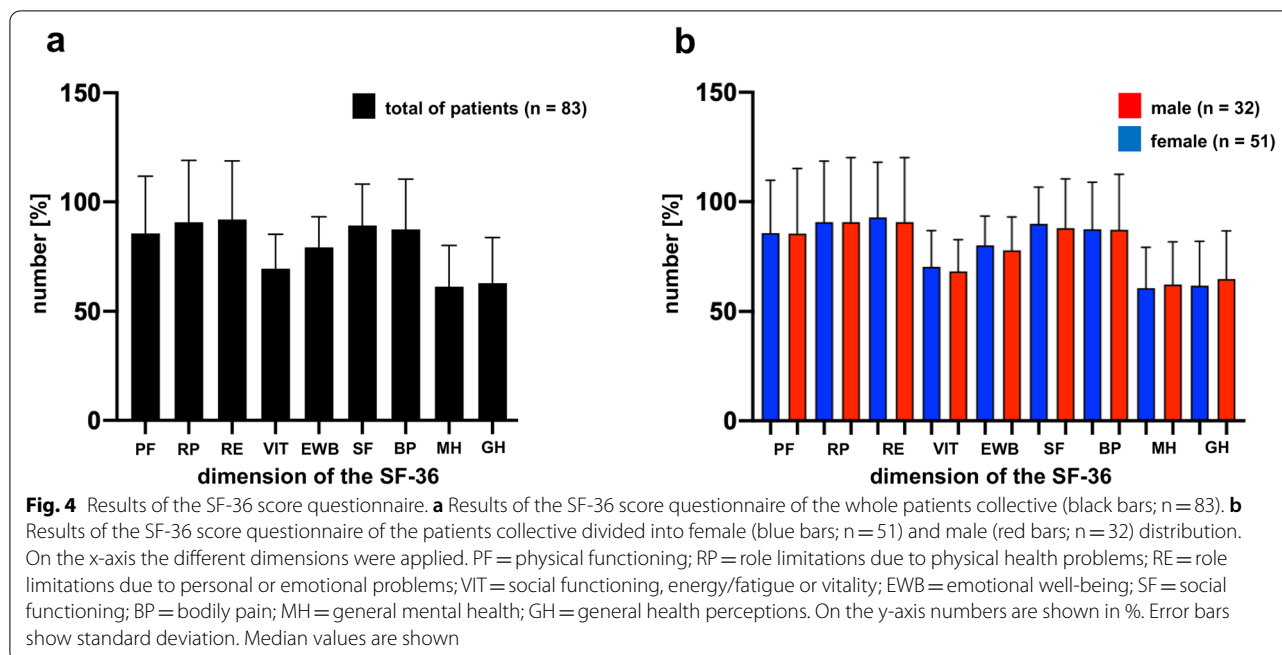 a
150
100
50
0
number [%]
total of patients (n = 83)
PF RP RE VIT EWB SF BP MH GH
dimension of the SF-36
b
150
100
50
0
number [%]
male (n = 32)
female (n = 51)
PF RP RE VIT EWB SF BP MH GH
dimension of the SF-36
Fig. 4 Results of the SF-36 score questionnaire. a Results of the SF-36 score questionnaire of the whole patients collective (black bars; n = 83). b
Results of the SF-36 score questionnaire of the patients collective divided into female (blue bars; n = 51) and male (red bars; n = 32) distribution.
On the x-axis the different dimensions were applied. PF = physical functioning; RP = role limitations due to physical health problems; RE = role
limitations due to personal or emotional problems; VIT = social functioning, energy/fatigue or vitality; EWB = emotional well-being; SF = social
functioning; BP = bodily pain; MH = general mental health; GH = general health perceptions. On the y-axis numbers are shown in %. Error bars
show standard deviation. Median values are shown